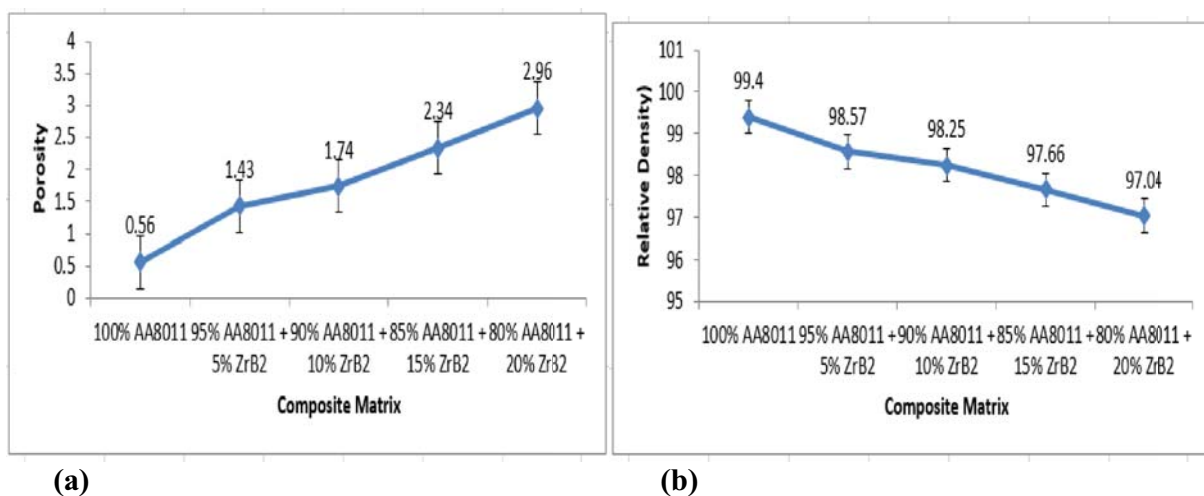 4
3.5
3
2.5
2
1.5
1
0.5
0
Porosity
0.56
1.43
1.74
2.34
2.96
100% AA8011 95% AA8011 + 90% AA8011 + 85% AA8011 + 80% AA8011 +
5% ZrB2 10% ZrB2 15% ZrB2 20% ZrB2
Composite Matrix
(a)
101
100
99
98
97
96
95
Relative Density)
99.4
98.57
98.25
97.66
97.04
100% AA8011 95% AA8011 + 90% AA8011 + 85% AA8011 + 80% AA8011 +
5% ZrB2 10% ZrB2 15% ZrB2 20% ZrB2
Composite Matrix
(b)